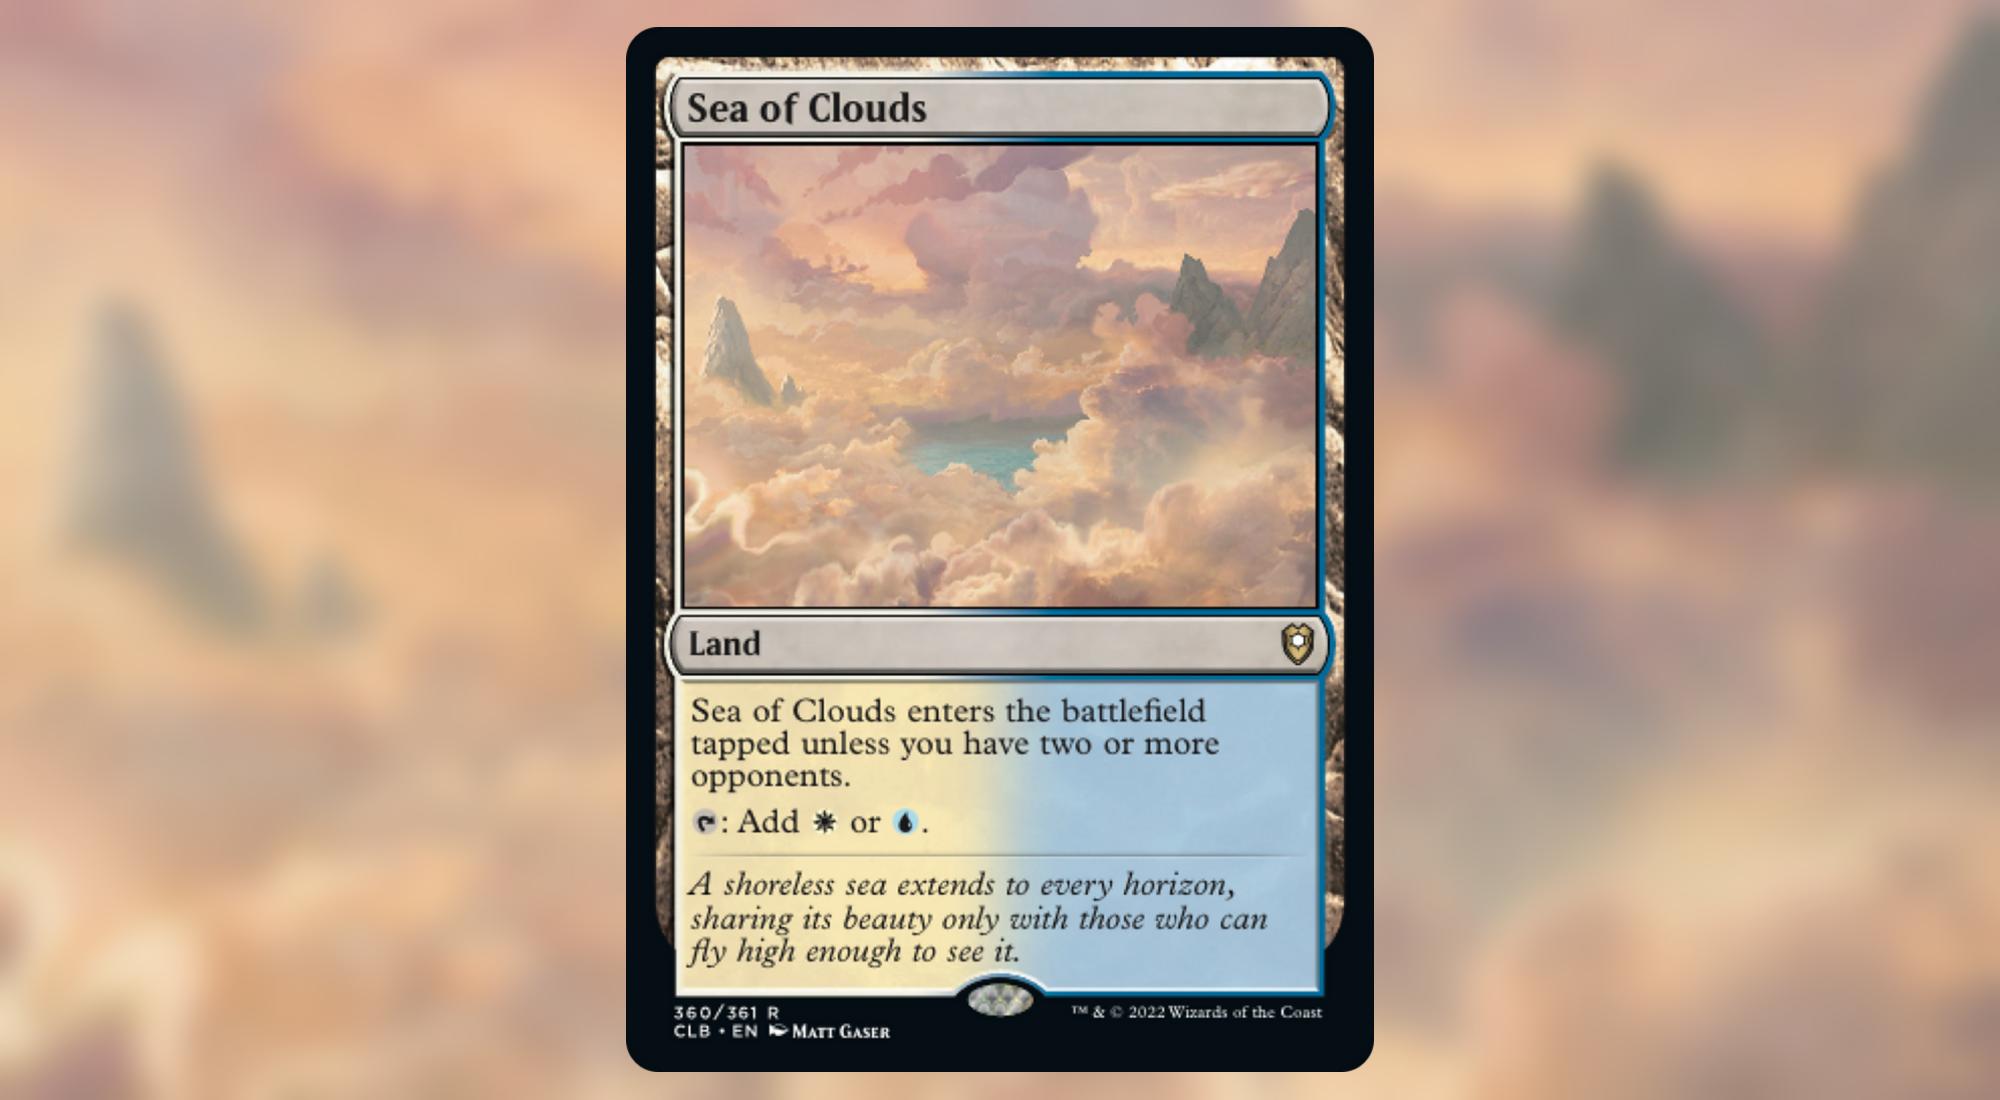 Sea of Clouds
Land
Sea of Clouds enters the battlefield
tapped unless you have two or more
opponents.
: Add or .
A shoreless sea extends to every horizon,
sharing its beauty only with those who can
fly high enough to see it.
360/361 R
™ & © 2022 Wizards of the Coast
CLB • EN MATT GASER